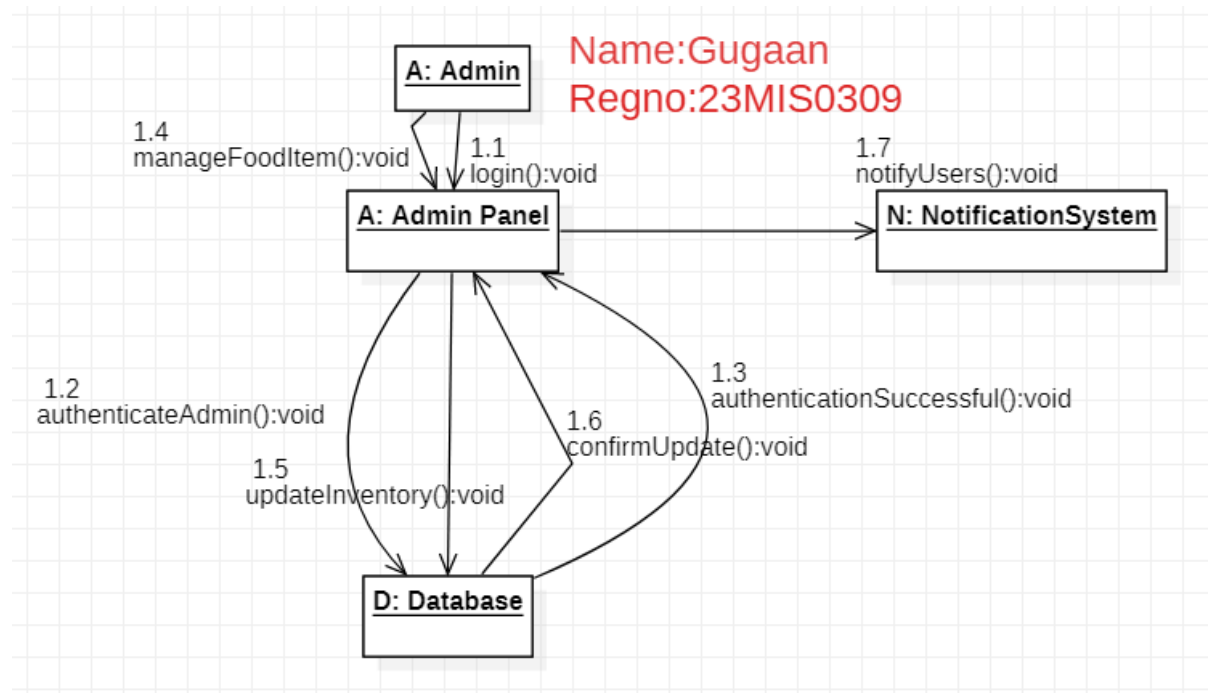 A: Admin
Name:Gugaan
Regno:23MIS0309
1.4
manageFoodItem():void
1.1
login():void
1.7
notifyUsers():void
A: Admin Panel
N: NotificationSystem
1.2
authenticateAdmin():void
1.3
authenticationSuccessful():void
1.6
confirmUpdate():void
1.5
updateInventory():void
D: Database